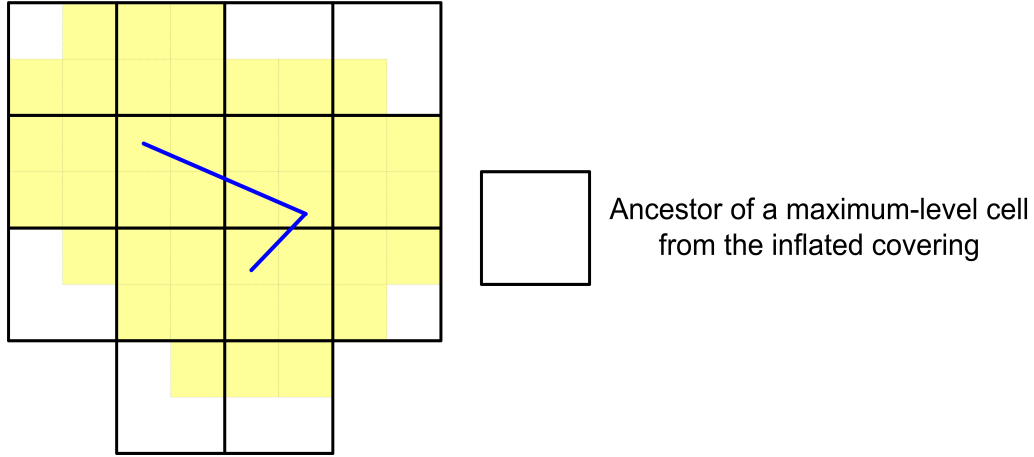 Ancestor of a maximum-level cell
from the inflated covering